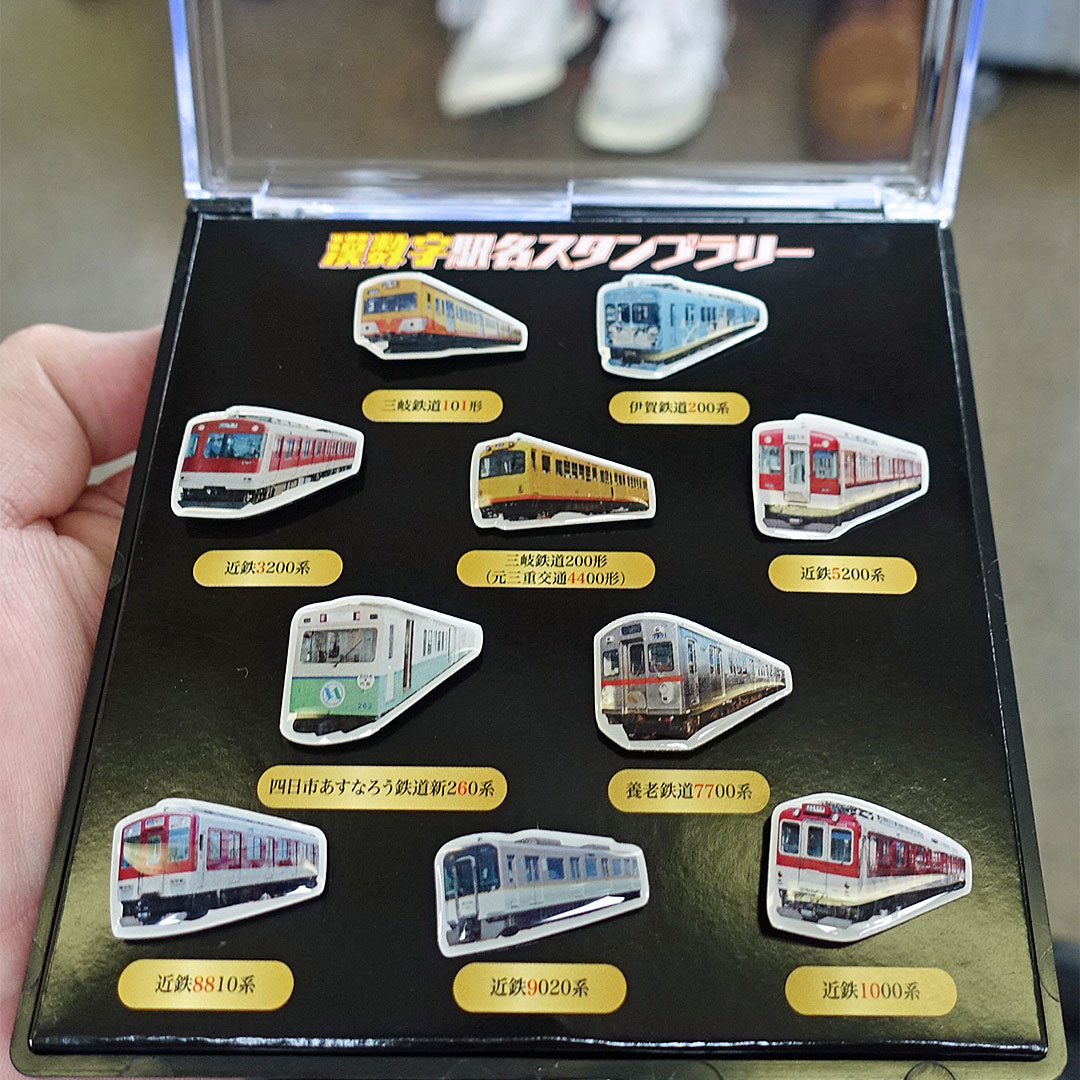 漢数字駅名スタンプラリー
三岐鉄道101形
伊賀鉄道200系
近鉄3200系
三岐鉄道200形
(元三重交通4400形)
近鉄5200系
262
四日市あすなろう鉄道新260系
養老鉄道7700系
近鉄8810系
近鉄9020系
近鉄1000系